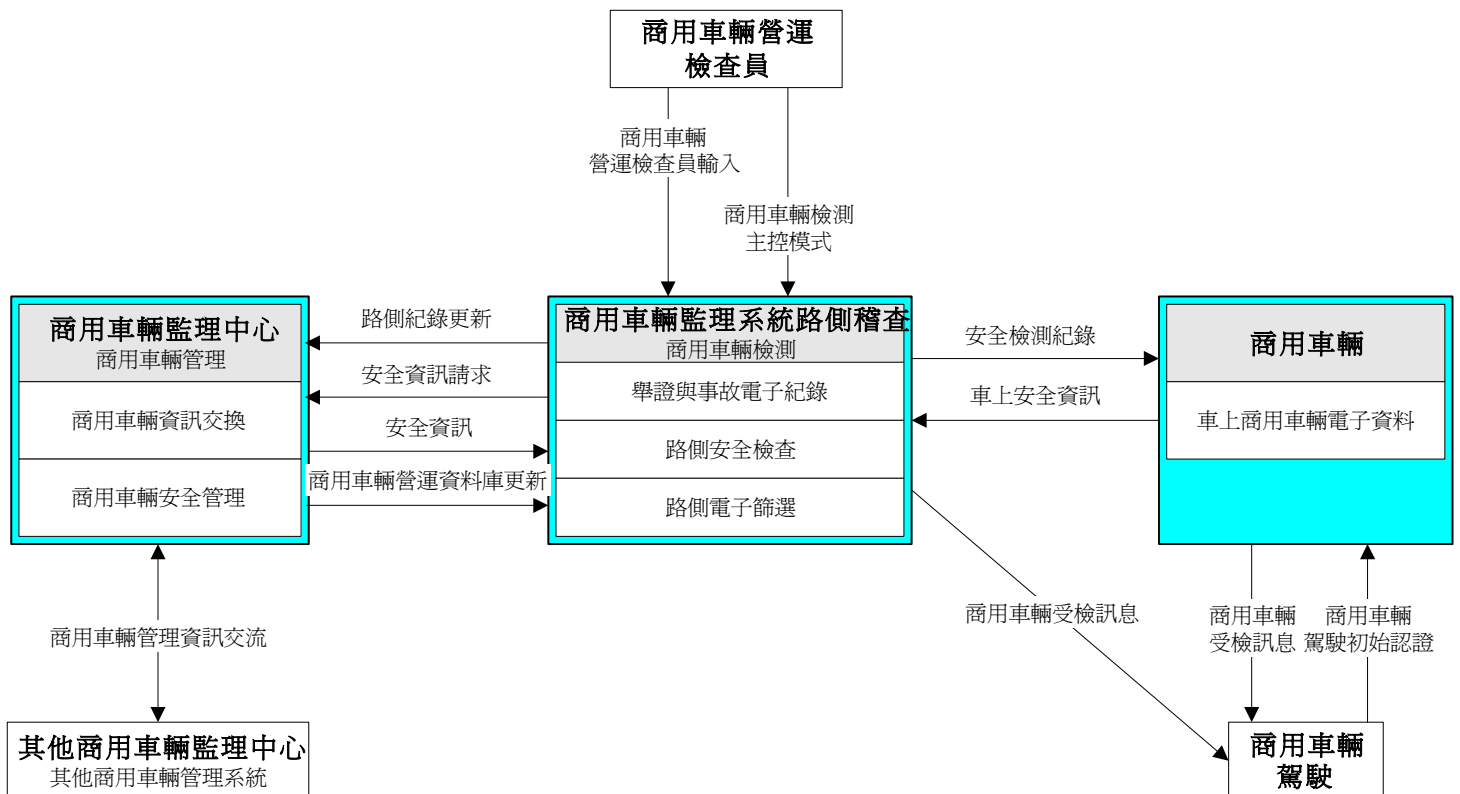 商用車輛營運
檢查員
商用車輛
營運檢查員輸入
商用車輛檢測
主控模式
商用車輛監理中心
商用車輛管理
商用車輛資訊交換
商用車輛安全管理
路側紀錄更新
安全資訊請求
安全資訊
商用車輛營運資料庫更新
商用車輛監理系統路側稽查
商用車輛檢測
舉證與事故電子紀錄
路側安全檢查
路側電子篩選
安全檢測紀錄
車上安全資訊
商用車輛
車上商用車輛電子資料
商用車輛管理資訊交流
商用車輛受檢訊息
商用車輛
受檢訊息
商用車輛
駕駛初始認證
其他商用車輛監理中心
其他商用車輛管理系統
商用車輛
駕駛